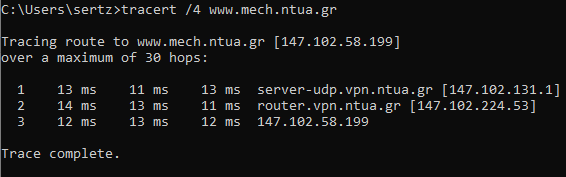 C:\Users\sertz>tracert /4 www.mech.ntua.gr
Tracing route to www.mech.ntua.gr [147.102.58.199]
over a maximum of 30 hops:
1 13 ms 11 ms 13 ms server-udp.vpn.ntua.gr [147.102.131.1]
2 14 ms 13 ms 11 ms router.vpn.ntua.gr [147.102.224.53]
3 12 ms 13 ms 12 ms 147.102.58.199
Trace complete.